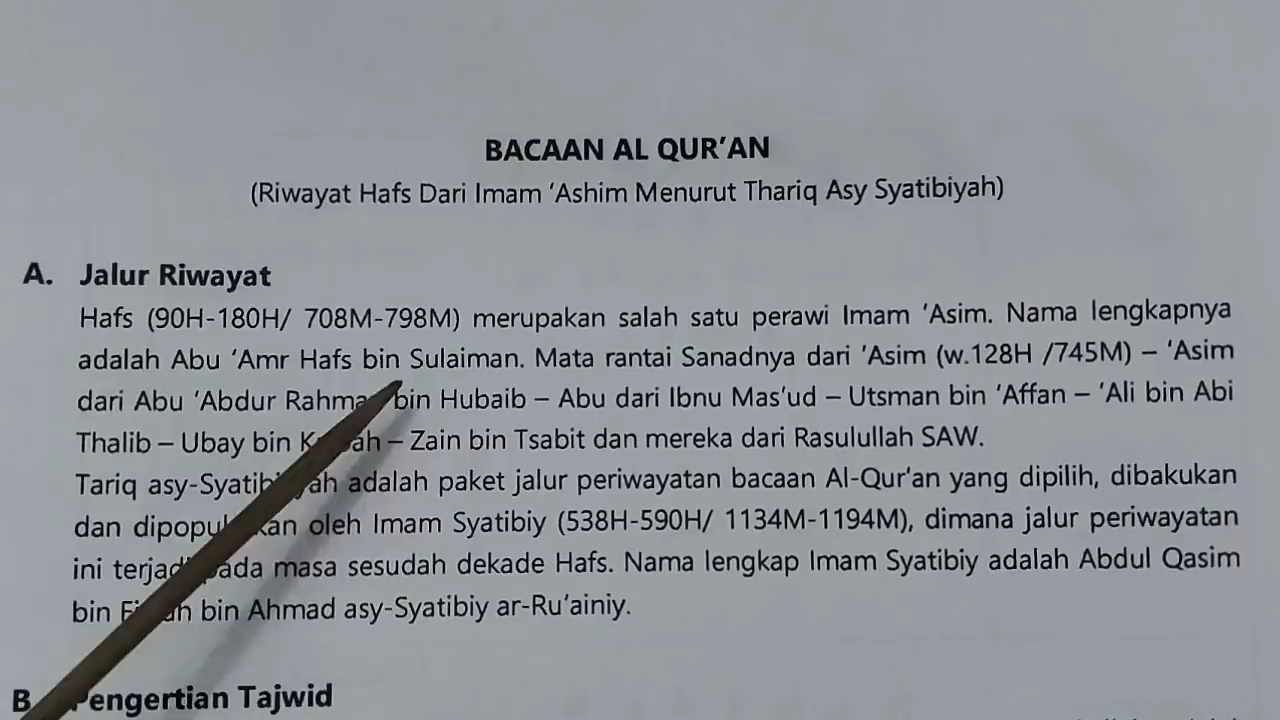 BACAAN AL QUR'AN
(Riwayat Hafs Dari Imam 'Ashim Menurut Thariq Asy Syatibiyah)
A. Jalur Riwayat
Hafs (90H-180H/ 708M-798M) merupakan salah satu perawi Imam 'Asim. Nama lengkapnya
adalah Abu 'Amr Hafs bin Sulaiman. Mata rantai Sanadnya dari 'Asim (w.128H /745M) – 'Asim
dari Abu 'Abdur bin Hubaib – Abu dari Ibnu Mas'ud – Utsman bin 'Affan – 'Ali bin Abi
Thalib – Ubay bin – Zain bin Tsabit dan mereka dari Rasulullah SAW.
Tariq adalah paket jalur periwayatan bacaan Al-Qur'an yang dipilih, dibakukan
dan oleh Imam Syatibiy (538H-590H/ 1134M-1194M), dimana jalur periwayatan
ini pada masa sesudah dekade Hafs. Nama lengkap Imam Syatibiy adalah Abdul Qasim
bin bin Ahmad asy-Syatibiy ar-Ru'ainiy.
B Pengertian Tajwid